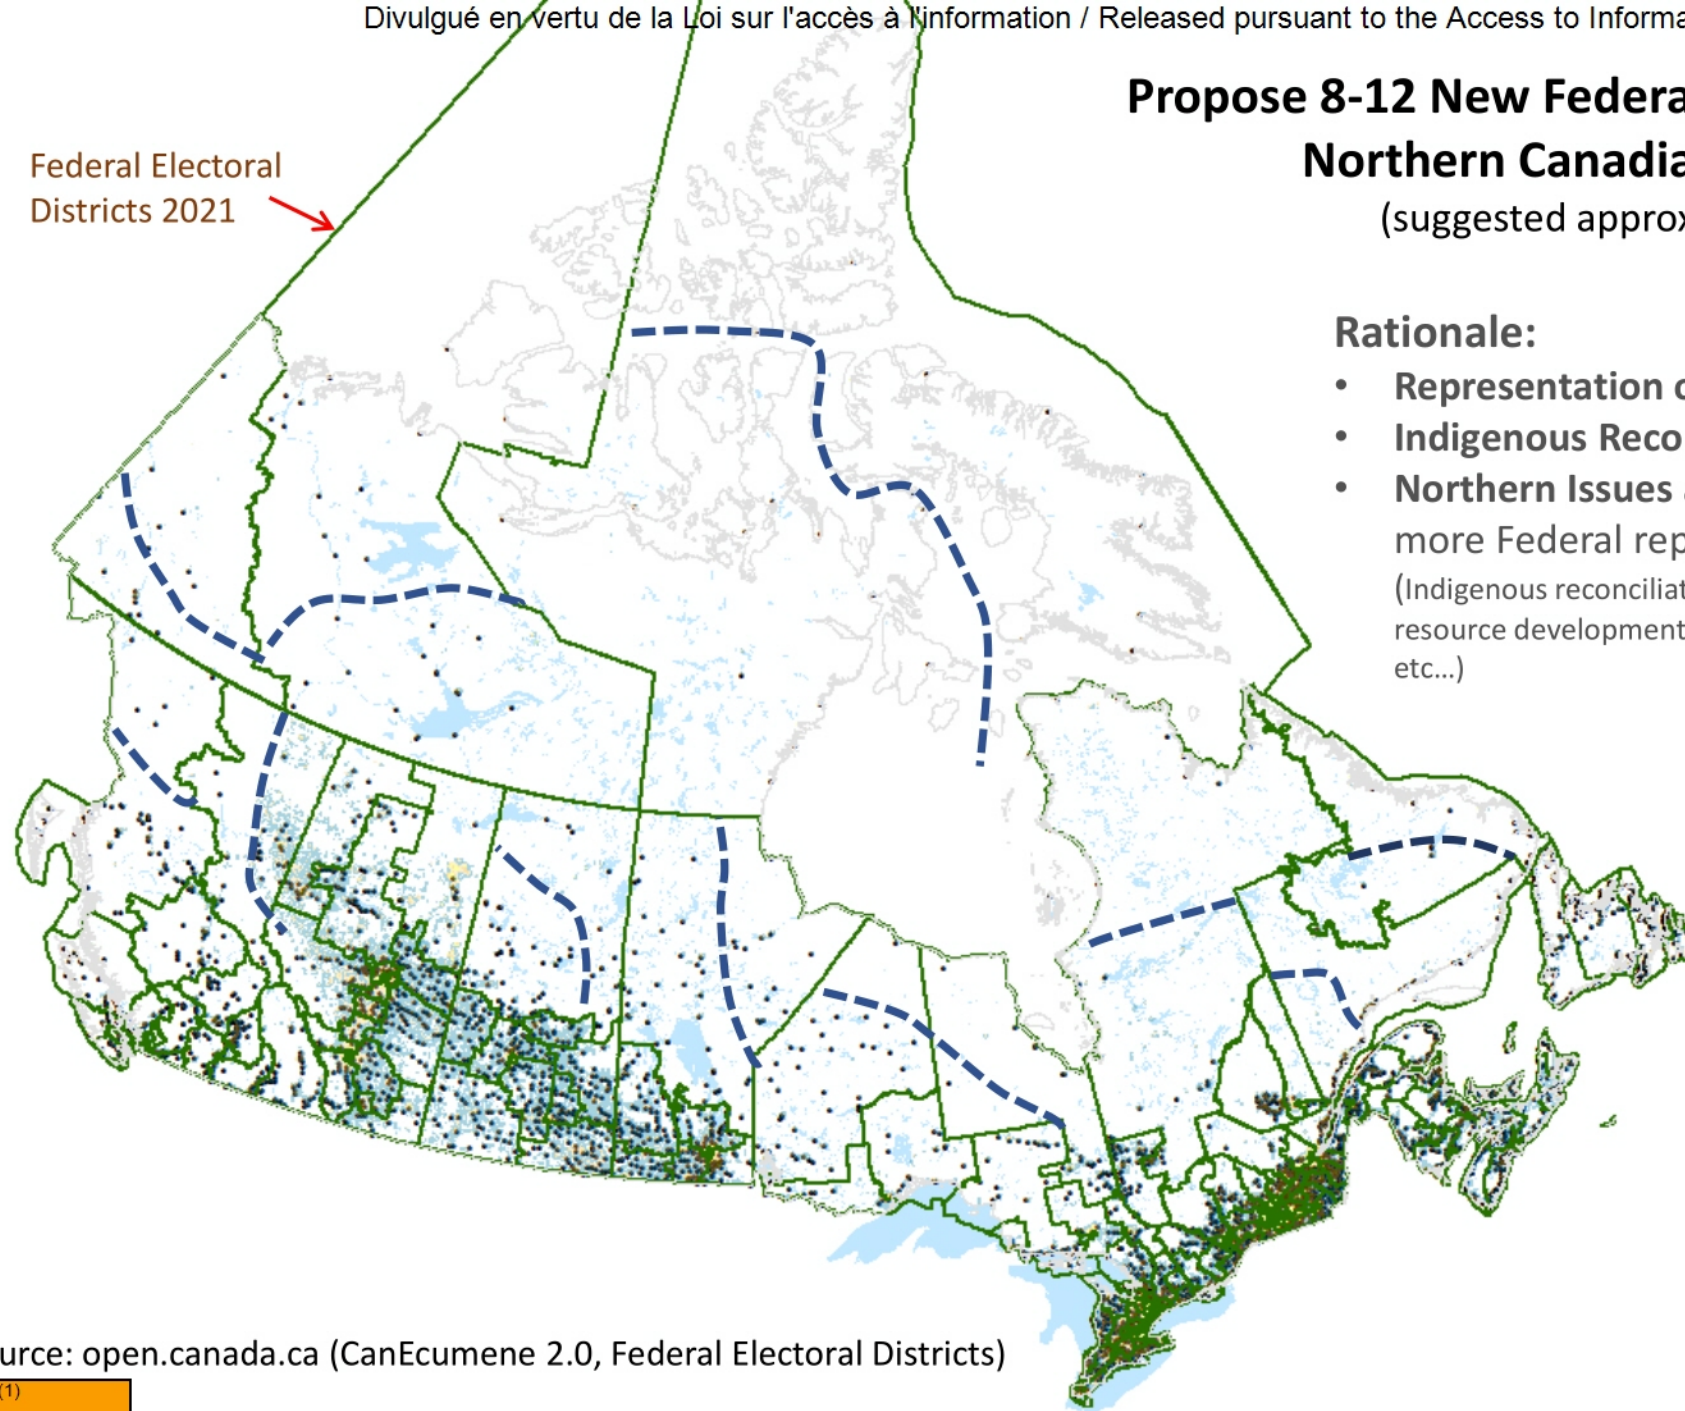 Divulgué en vertu de la Loi sur l'accès à l'information / Released pursuant to the Access to Informa
Propose 8-12 New Federa
Northern Canadia
(suggested approx
Federal Electoral
Districts 2021
Rationale:
• Representation
• Indigenous Reco
• Northern Issues
more Federal rep
(Indigenous reconciliat
resource development
etc...)
urce: open.canada.ca (CanEcumene 2.0, Federal Electoral Districts)
(1)